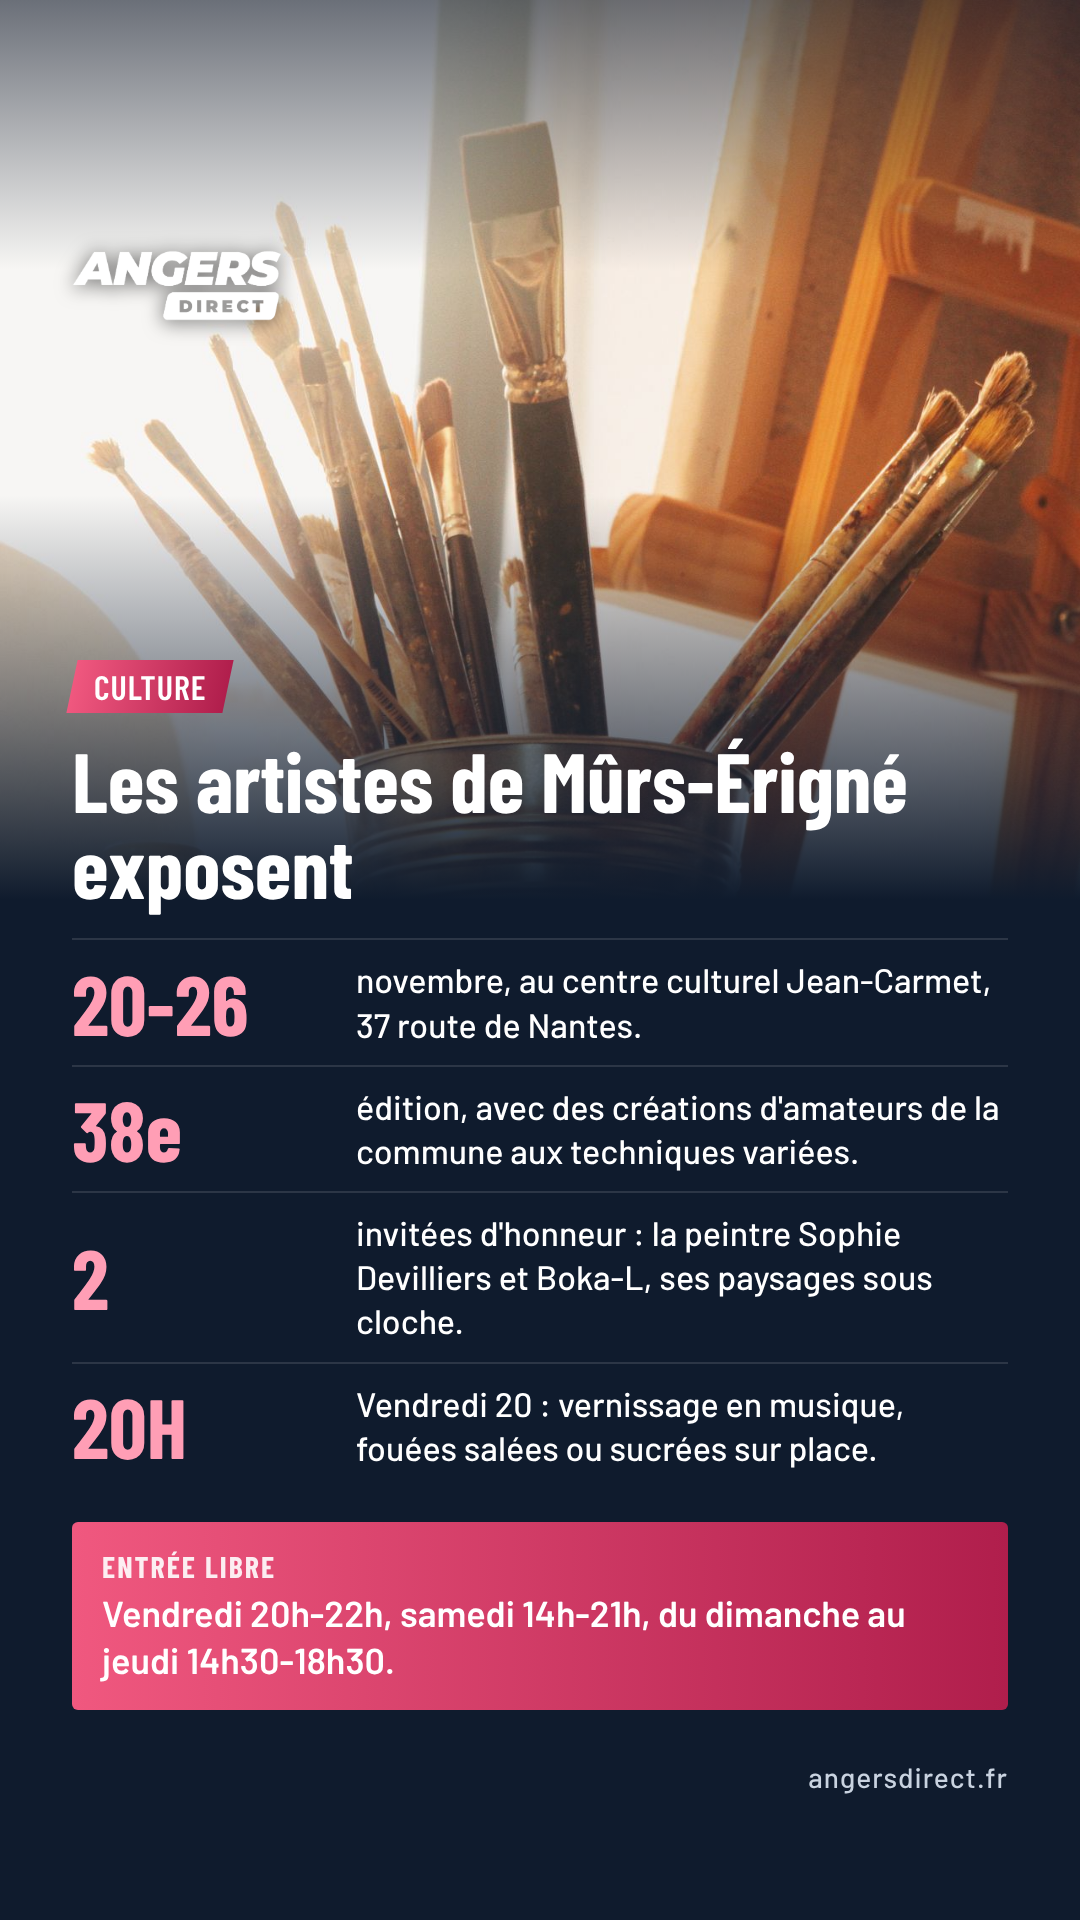 ANGERS
DIRECT
CULTURE
Les artistes de Mûrs-Érigné
exposent
20-26
novembre, au centre culturel Jean-Carmet,
37 route de Nantes.
38e
édition, avec des créations d'amateurs de la
commune aux techniques variées.
2
invitées d'honneur : la peintre Sophie
Devilliers et Boka-L, ses paysages sous
cloche.
20H
Vendredi 20 : vernissage en musique,
fouées salées ou sucrées sur place.
ENTRÉE LIBRE
Vendredi 20h-22h, samedi 14h-21h, du dimanche au
jeudi 14h30-18h30.
angersdirect.fr